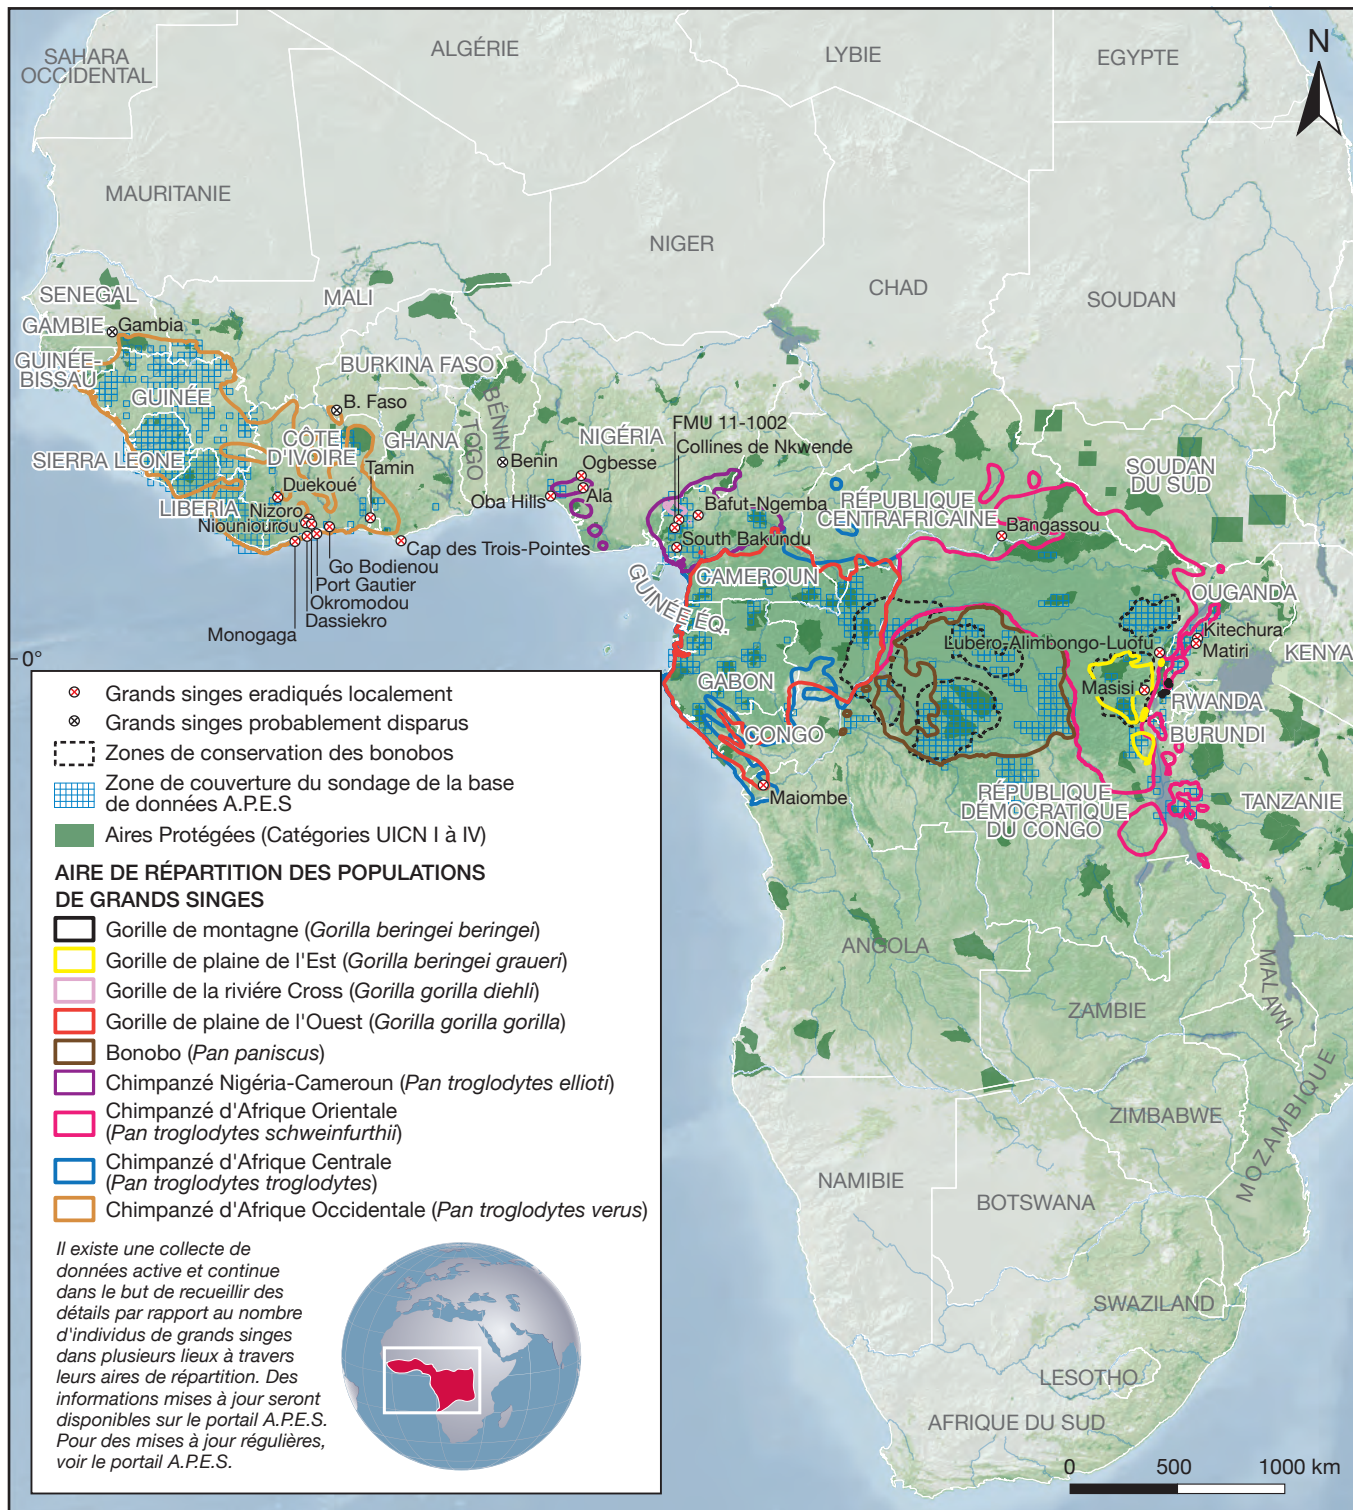 SAHARA
OCCIDENTAL
ALGÉRIE
LYBIE
EGYPTE
N
MAURITANIE
NIGER
CHAD
SOUDAN
SENEGAL
MALI
GAMBIE
Gambia
GUINÉE-
BISSAU
BURKINA FASO
GUINÉE
B. Faso
BÉNIN
FMU 11-1002
CÔTE
D'IVOIRE
GHANA
TOGO
NIGÉRIA
Collines de Nkwende
SIERRA LEONE
Tamin
Benin
Ogbesse
SOUDAN
DU SUD
Duekoué
Oba Hills
Ala
RÉPUBLIQUE
CENTRAFRICAINE
LIBERIA
Nizoro
Bafut-Ngemba
Niouniourou
Bangassou
South Bakundu
Cap des Trois-Pointes
Go Bodienou
Port Gautier
Okromodou
Dassiekro
Monogaga
CAMEROUN
GUINÉE ÉQ.
OUGANDA
Kitechura
Lubero-Alimbongo-Luofu
Matiri
KENYA
0°
GABON
Masisi
RWANDA
CONGO
BURUNDI
Maiombe
RÉPUBLIQUE
DÉMOCRATIQUE
DU CONGO
TANZANIE
ANGOLA
MALAWI
ZAMBIE
MOZAMBIQUE
ZIMBABWE
NAMIBIE
BOTSWANA
SWAZILAND
LESOTHO
AFRIQUE DU SUD
0 500 1000 km
Grands singes eradiqués localement
Grands singes probablement disparus
Zones de conservation des bonobos
Zone de couverture du sondage de la base
de données A.P.E.S
Aires Protégées (Catégories UICN I à IV)
AIRE DE RÉPARTITION DES POPULATIONS
DE GRANDS SINGES
Gorille de montagne (Gorilla beringei beringei)
Gorille de plaine de l'Est (Gorilla beringei graueri)
Gorille de la riviére Cross (Gorilla gorilla diehli)
Gorille de plaine de l'Ouest (Gorilla gorilla gorilla)
Bonobo (Pan paniscus)
Chimpanzé Nigéria-Cameroun (Pan troglodytes ellioti)
Chimpanzé d'Afrique Orientale
(Pan troglodytes schweinfurthii)
Chimpanzé d'Afrique Centrale
(Pan troglodytes troglodytes)
Chimpanzé d'Afrique Occidentale (Pan troglodytes verus)
Il existe une collecte de
données active et continue
dans le but de recueillir des
détails par rapport au nombre
d'individus de grands singes
dans plusieurs lieux à travers
leurs aires de répartition. Des
informations mises à jour seront
disponibles sur le portail A.P.E.S.
Pour des mises à jour régulières,
voir le portail A.P.E.S.